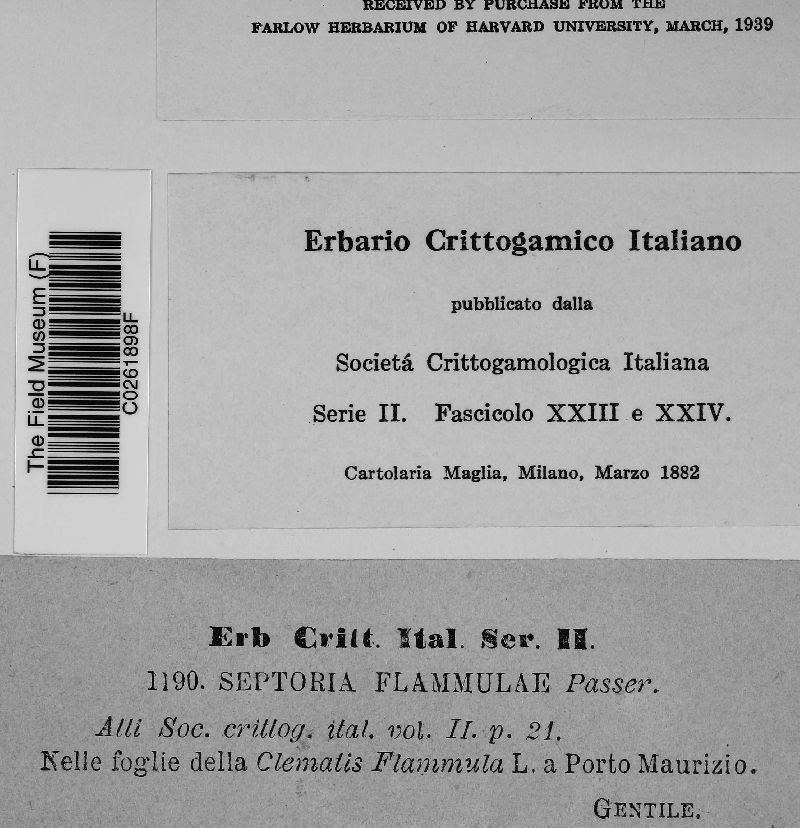 RECEIVED BY PURCHASE FROM THE
FARLOW HERBARIUM OF HARVARD UNIVERSITY, MARCH, 1939
The Field Museum (F)
C0261898F
Erbario Crittogamico Italiano
pubblicato dalla
Societá Crittogamologica Italiana
Serie II. Fascicolo XXIII e XXIV.
Cartolaria Maglia, Milano, Marzo 1882
Erb Critt. Ital. Ser. II.
1190. SEPTORIA FLAMMULAE Passer.
Atti Soc. crittog. ital. vol. II. p. 21.
Nelle foglie della Clematis Flammula L. a Porto Maurizio.
GENTILE.